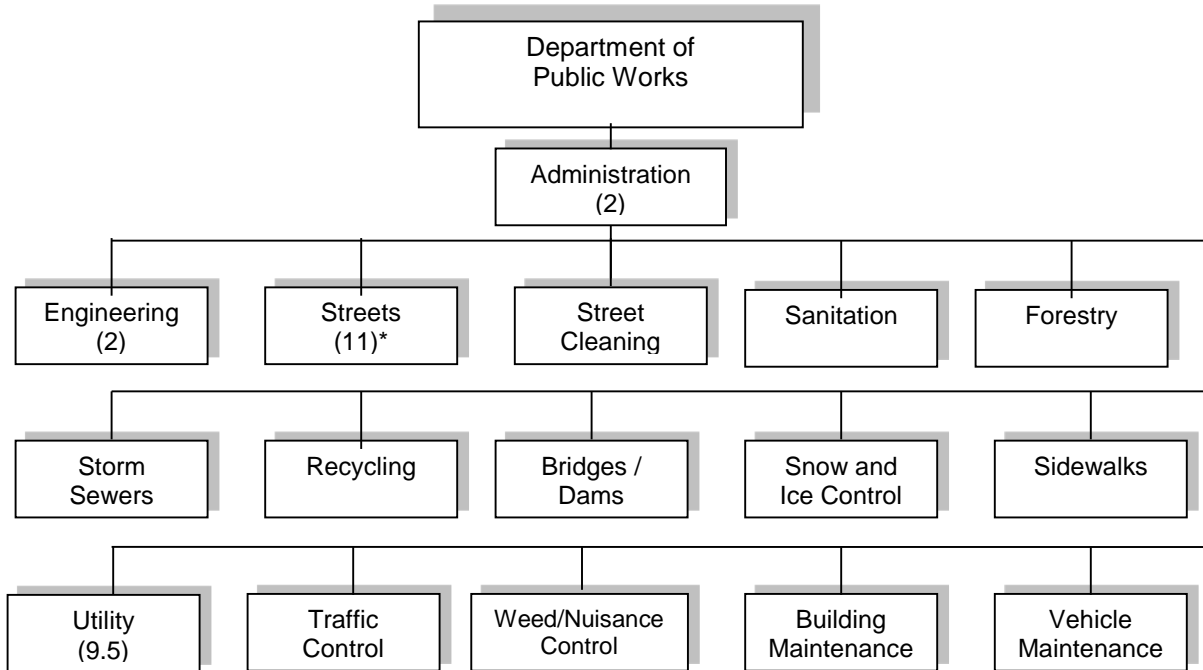 Department of
Public Works
Administration
(2)
Engineering
(2)
Streets
(11)*
Street
Cleaning
Sanitation
Forestry
Storm
Sewers
Recycling
Bridges /
Dams
Snow and
Ice Control
Sidewalks
Utility
(9.5)
Traffic
Control
Weed/Nuisance
Control
Building
Maintenance
Vehicle
Maintenance